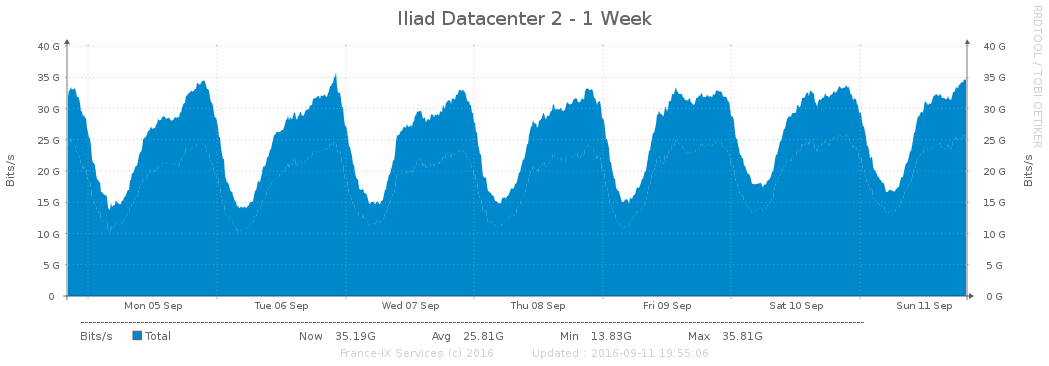 Iliad Datacenter 2 - 1 Week
RRDTOOL / TOBI OETIKER
Bits/s
40 G
35 G
30 G
25 G
20 G
15 G
10 G
5 G
0
40 G
35 G
30 G
25 G
20 G
15 G
10 G
5 G
0 G
Bits/s
Mon 05 Sep Tue 06 Sep Wed 07 Sep Thu 08 Sep Fri 09 Sep Sat 10 Sep Sun 11 Sep
Bits/s Total Now 35.19G Avg 25.81G Min 13.83G Max 35.81G
France-IX Services (c) 2016 Updated : 2016-09-11 19:55:06